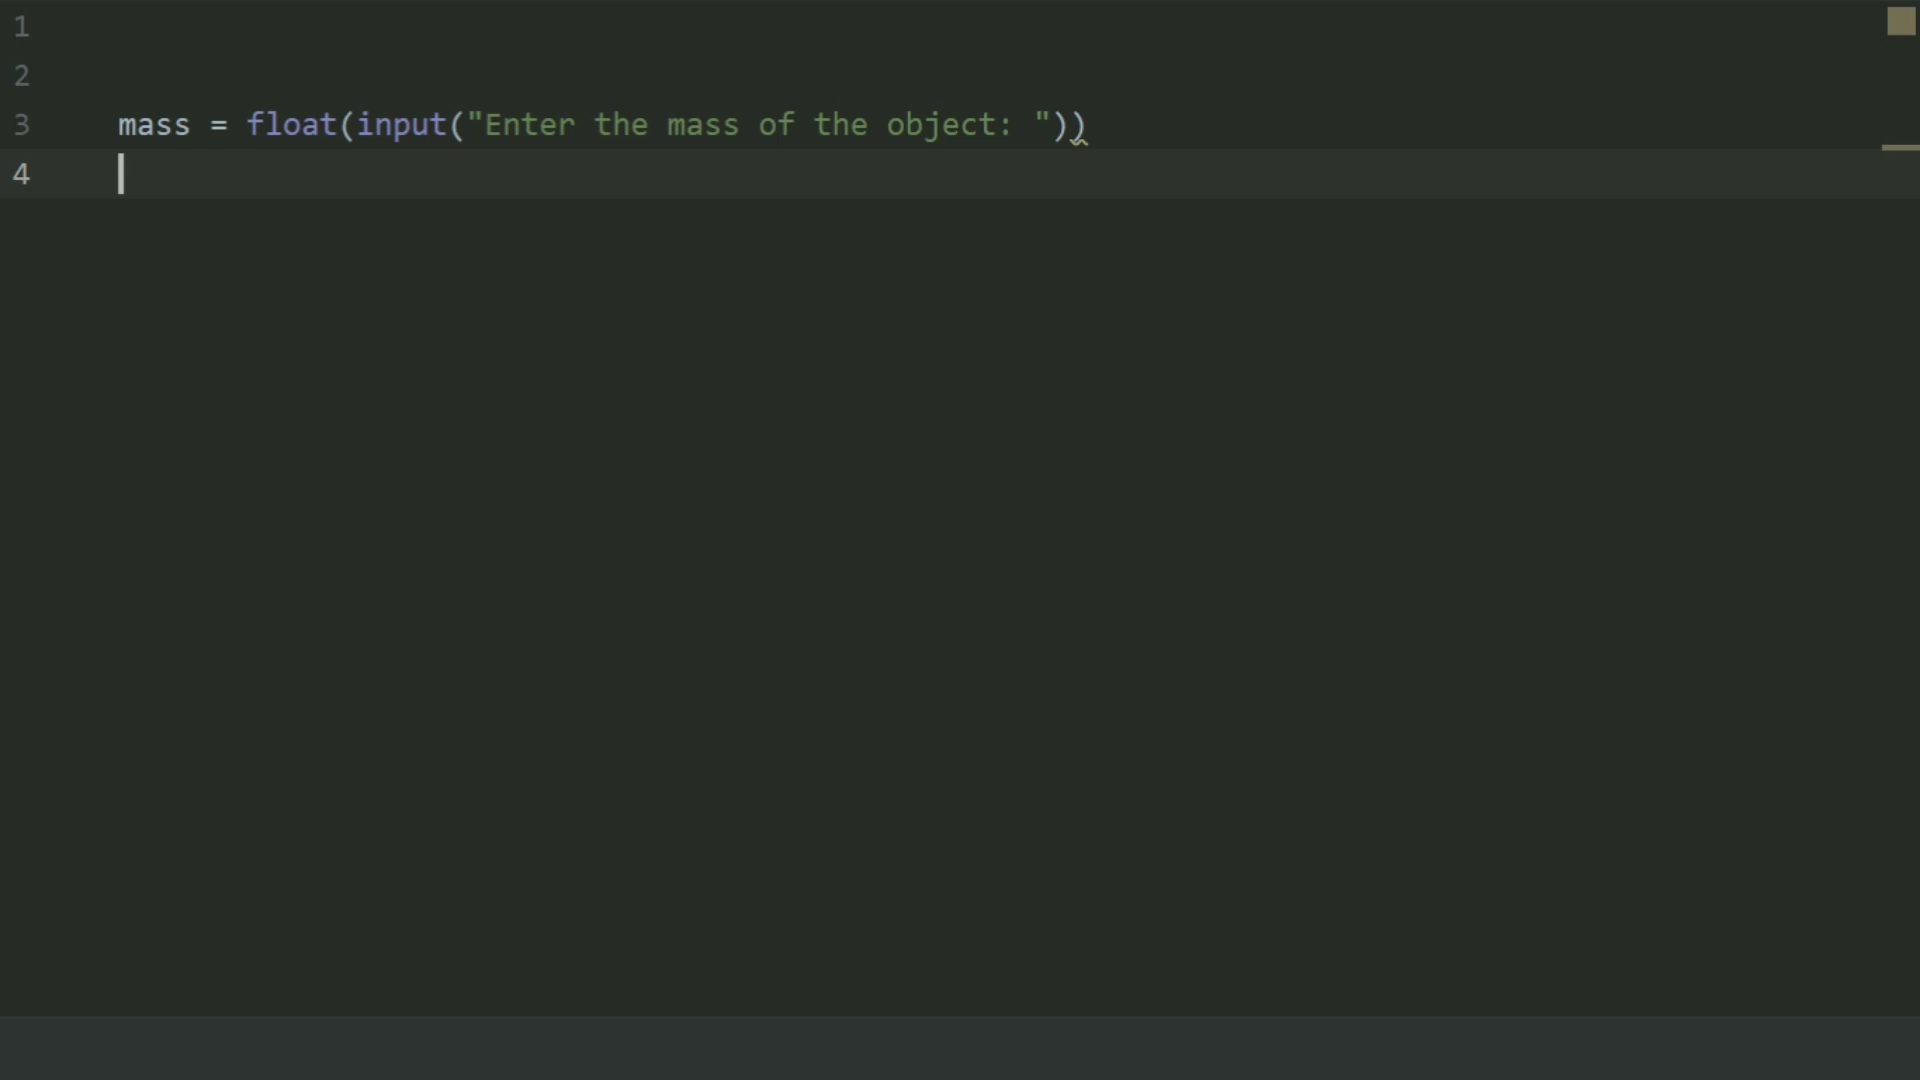 1
2
3 mass = float(input("Enter the mass of the object: "))
4